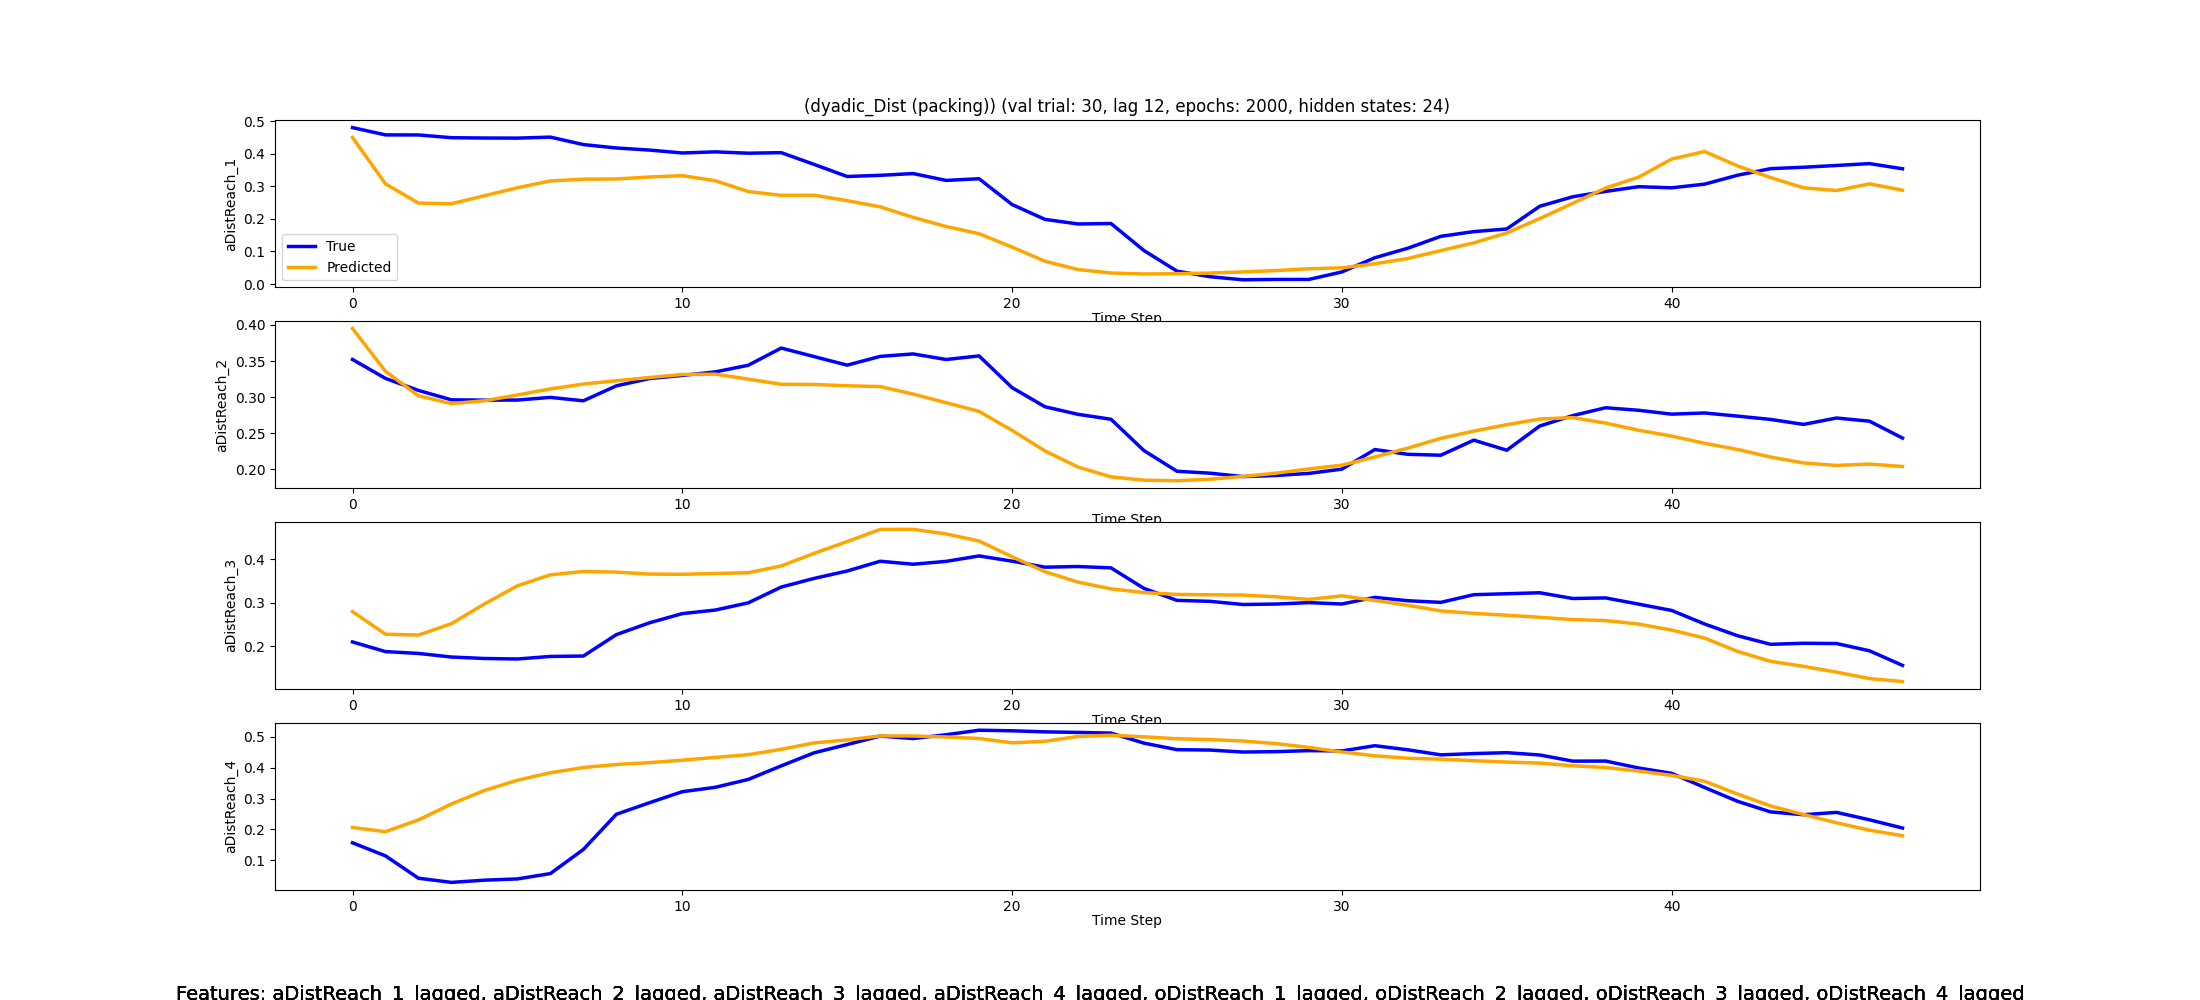 (dyadic_Dist (packing)) (val trial: 30, lag 12, epochs: 2000, hidden states: 24)
0.5
0.4
0.3
0.2
0.1
0.0
aDistReach_1
True
Predicted
0 10 20 30 40
Time Step
0.40
0.35
0.30
0.25
0.20
aDistReach_2
0 10 20 30 40
Time Step
0.4
0.3
0.2
aDistReach_3
0 10 20 30 40
Time Step
0.5
0.4
0.3
0.2
0.1
aDistReach_4
0 10 20 30 40
Time Step
Features: aDistReach_1_lagged, aDistReach_2_lagged, aDistReach_3_lagged, aDistReach_4_lagged, oDistReach_1_lagged, oDistReach_2_lagged, oDistReach_3_lagged, oDistReach_4_lagged